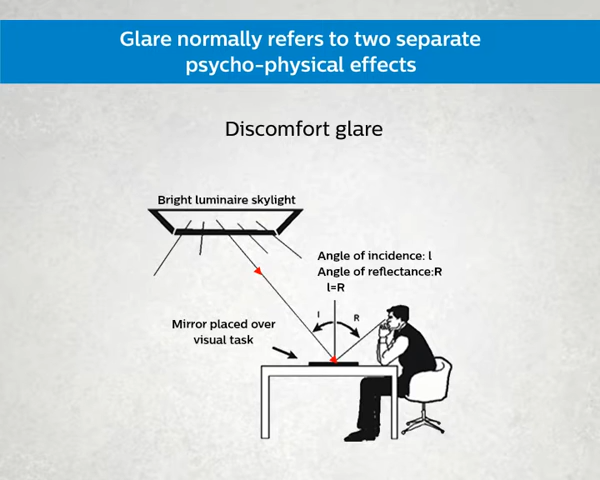 Glare normally refers to two separate
psycho-physical effects
Discomfort glare
Bright luminaire skylight
Angle of incidence: l
Angle of reflectance:R
l=R
I
R
Mirror placed over
visual task